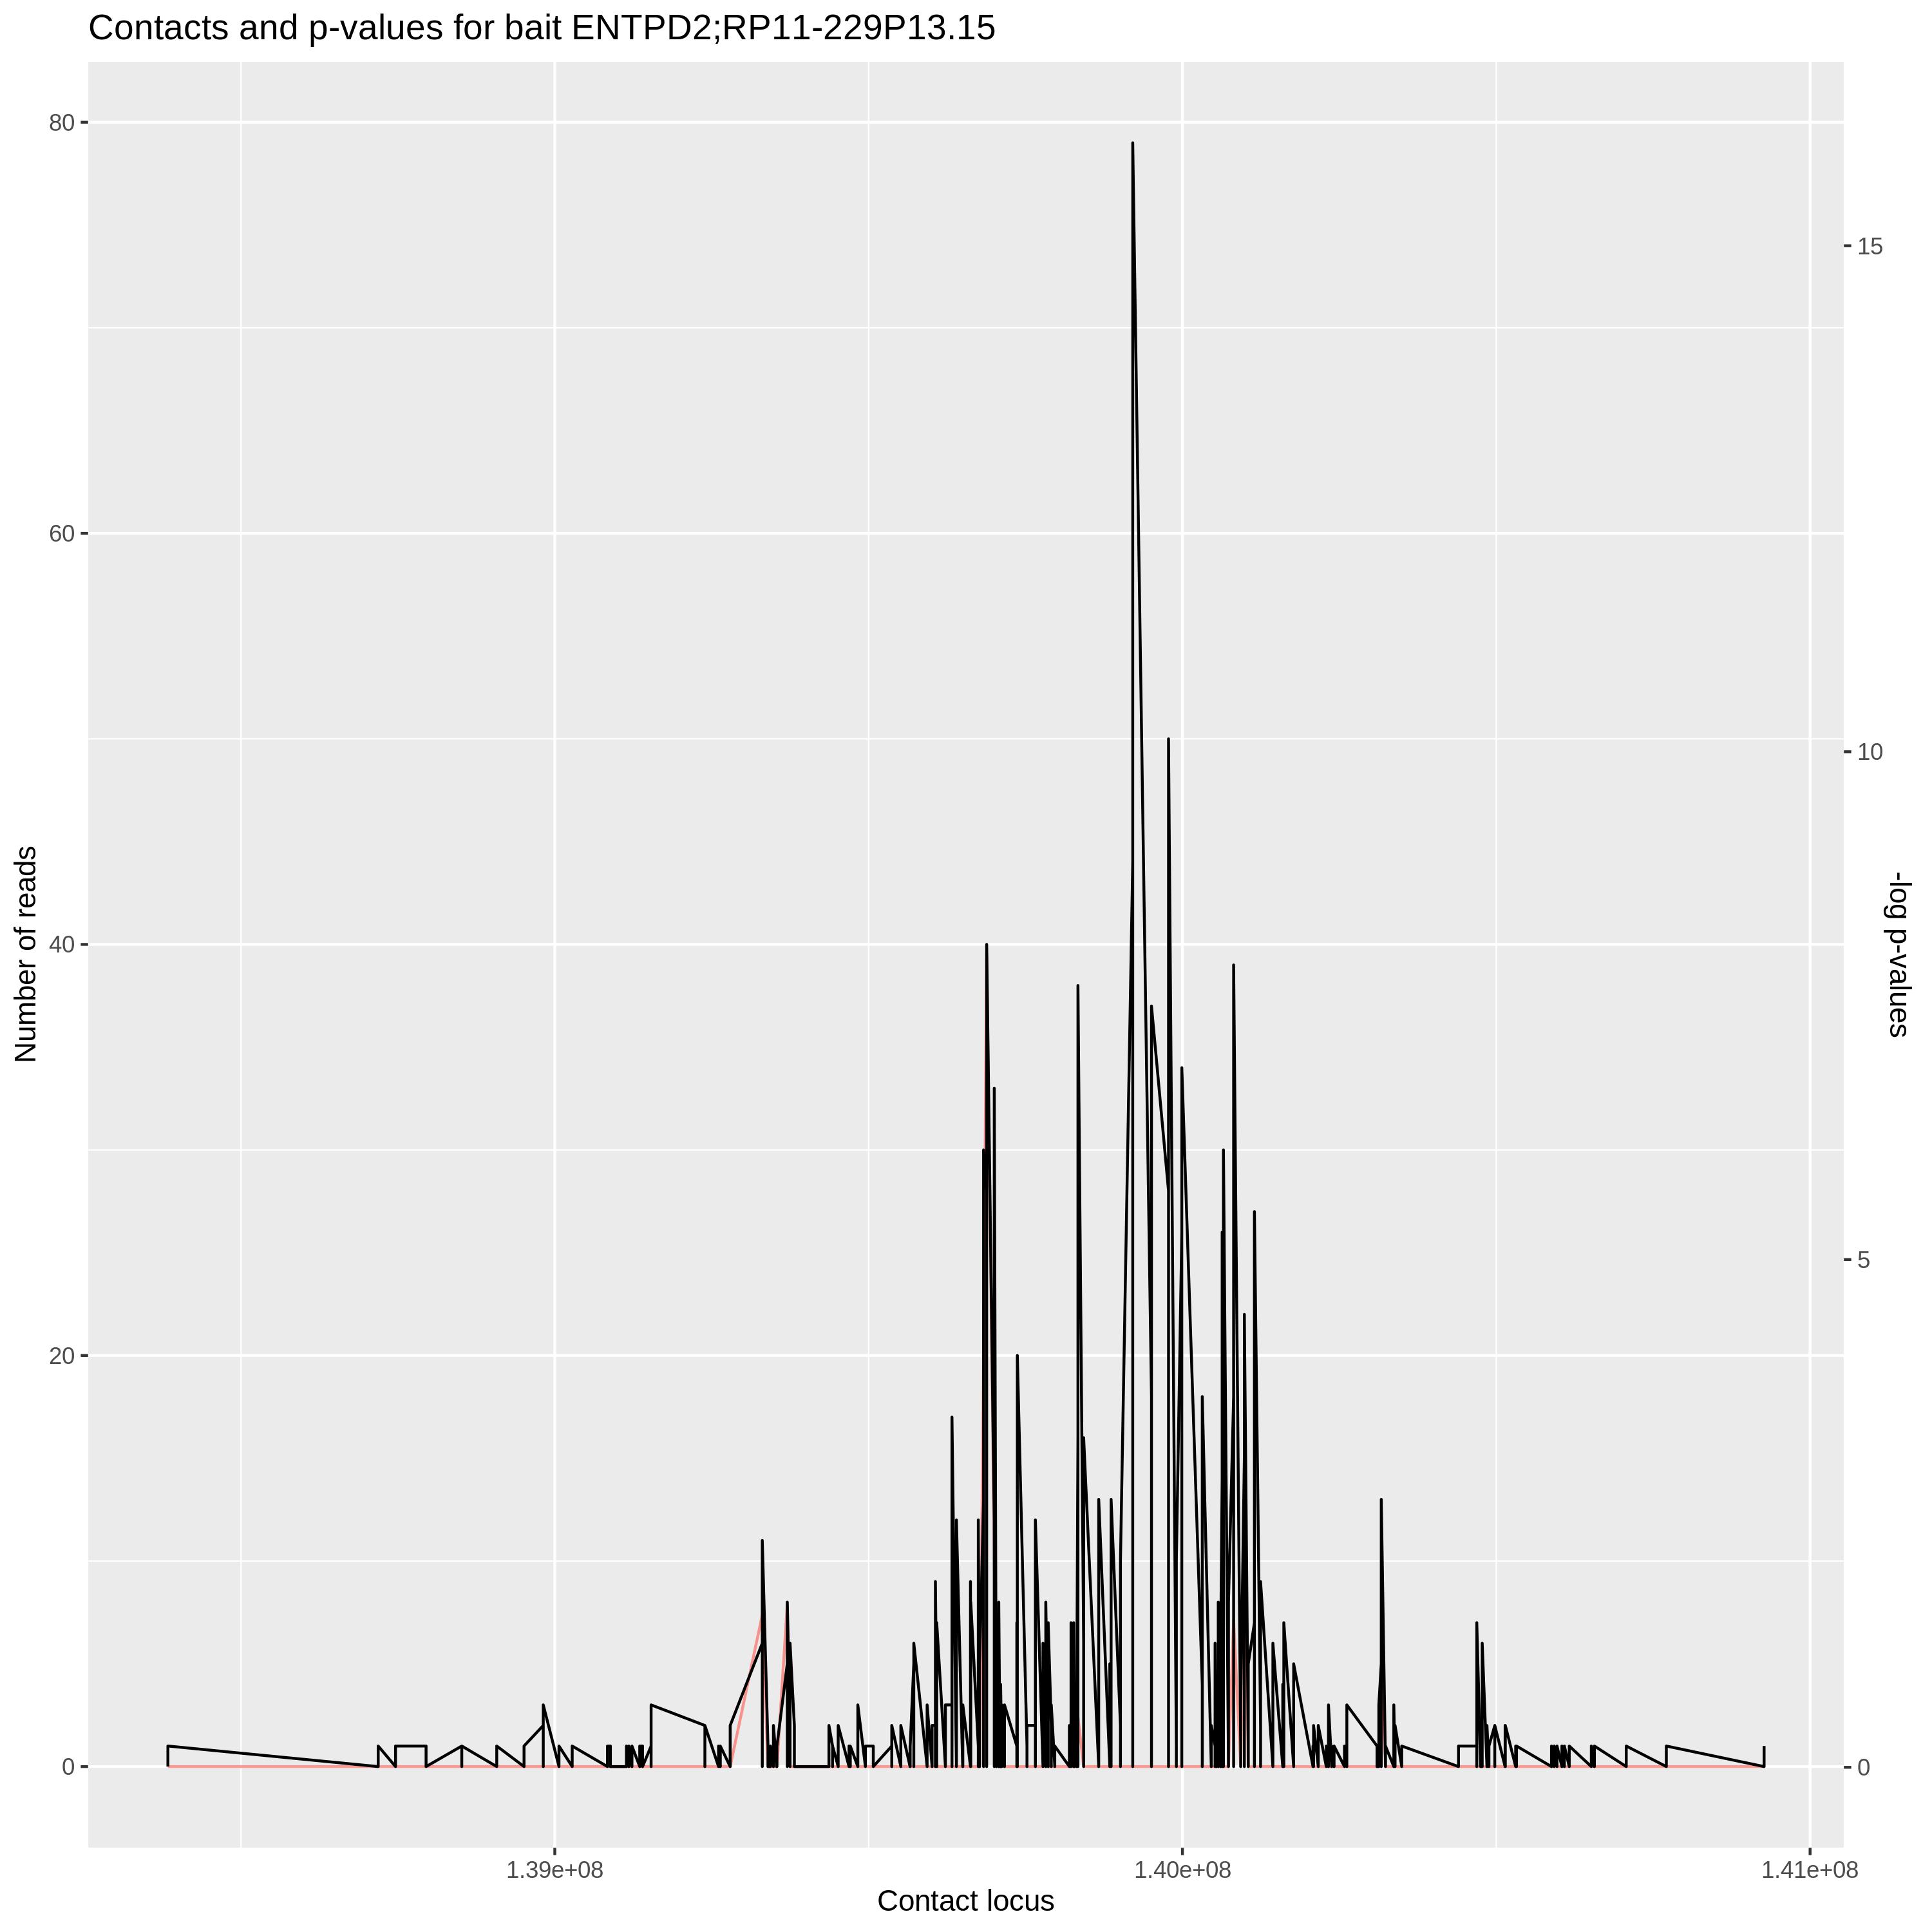 Contacts and p-values for bait ENTPD2;RP11-229P13.15
80
60
40
20
0
Number of reads
15
10
5
0
-log p-values
1.39e+08
1.40e+08
1.41e+08
Contact locus